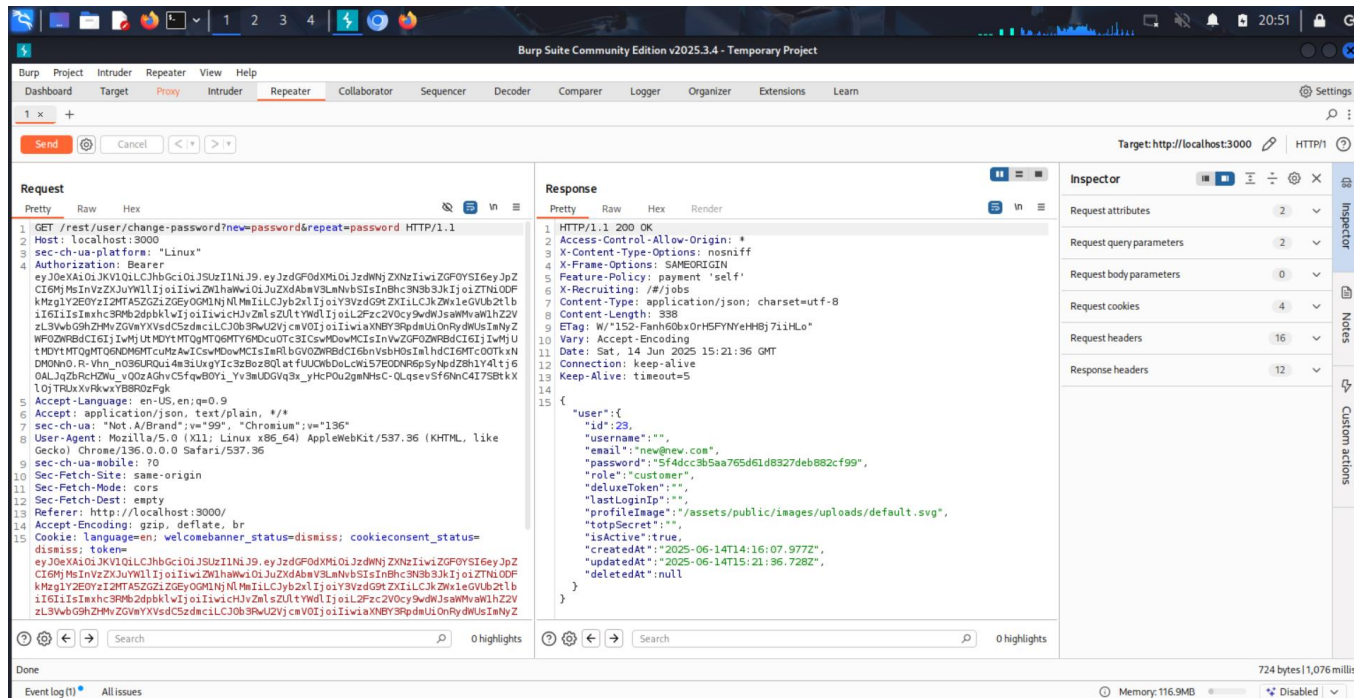 1 2 3 4
20:51
Burp Suite Community Edition v2025.3.4 - Temporary Project
Burp Project Intruder Repeater View Help
Dashboard Target Proxy Intruder Repeater Collaborator Sequencer Decoder Comparer Logger Organizer Extensions Learn
Settings
1 × +
Send Cancel < >
Target: http://localhost:3000 HTTP/1
Request
Pretty Raw Hex \n
1 GET /rest/user/change-password?new=password&repeat=password HTTP/1.1
2 Host: localhost:3000
3 sec-ch-ua-platform: "Linux"
4 Authorization: Bearer
5 Accept-Language: en-US,en;q=0.9
6 Accept: application/json, text/plain, */*
7 sec-ch-ua: "Not.A/Brand";v="99", "Chromium";v="136"
8 User-Agent: Mozilla/5.0 (X11; Linux x86_64) AppleWebKit/537.36 (KHTML, like
Gecko) Chrome/136.0.0.0 Safari/537.36
9 sec-ch-ua-mobile: ?0
10 Sec-Fetch-Site: same-origin
11 Sec-Fetch-Mode: cors
12 Sec-Fetch-Dest: empty
13 Referer: http://localhost:3000/
14 Accept-Encoding: gzip, deflate, br
15 Cookie: language=en; welcomebanner_status=dismiss; cookieconsent_status=
dismiss; token=
Search 0 highlights
Response
Pretty Raw Hex Render \n
1 HTTP/1.1 200 OK
2 Access-Control-Allow-Origin: *
3 X-Content-Type-Options: nosniff
4 X-Frame-Options: SAMEORIGIN
5 Feature-Policy: payment 'self'
6 X-Recruiting: /#/jobs
7 Content-Type: application/json; charset=utf-8
8 Content-Length: 338
9 ETag:
10 Vary: Accept-Encoding
11 Date: Sat, 14 Jun 2025 15:21:36 GMT
12 Connection: keep-alive
13 Keep-Alive: timeout=5
14
15 {
"user":{
"id":23,
"username":"",
"email":"new@new.com",
"password":"5f4dcc3b5aa765d61d8327deb882cf99",
"role":"customer",
"deluxeToken":"",
"lastLoginIp":"",
"profileImage":"/assets/public/images/uploads/default.svg",
"totpSecret":"",
"isActive":true,
"createdAt":"2025-06-14T14:16:07.977Z",
"updatedAt":"2025-06-14T15:21:36.728Z",
"deletedAt":null
}
}
Search 0 highlights
Inspector
Request attributes 2
Request query parameters 2
Request body parameters 0
Request cookies 4
Request headers 16
Response headers 12
Inspector
Notes
Custom actions
Done
724 bytes | 1,076 millis
Event log (1) All issues
Memory: 116.9MB Disabled